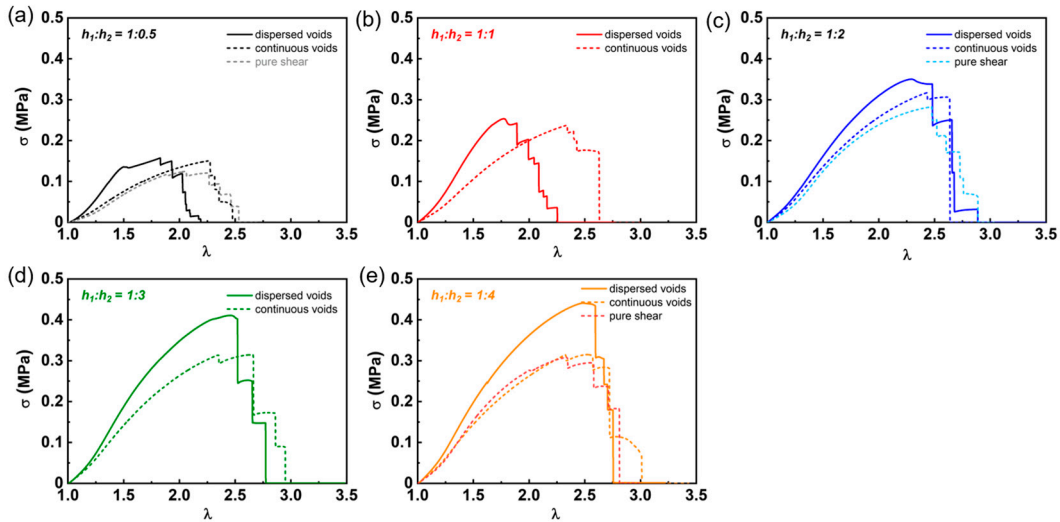 (a)
h1:h2 = 1:0.5
dispersed voids
continuous voids
pure shear
σ (MPa)
0.5
0.4
0.3
0.2
0.1
0
1.0 1.5 2.0 2.5 3.0 3.5
λ
(b)
h1:h2 = 1:1
dispersed voids
continuous voids
σ (MPa)
0.5
0.4
0.3
0.2
0.1
0
1.0 1.5 2.0 2.5 3.0 3.5
λ
(c)
h1:h2 = 1:2
dispersed voids
continuous voids
pure shear
σ (MPa)
0.5
0.4
0.3
0.2
0.1
0
1.0 1.5 2.0 2.5 3.0 3.5
λ
(d)
h1:h2 = 1:3
dispersed voids
continuous voids
σ (MPa)
0.5
0.4
0.3
0.2
0.1
0
1.0 1.5 2.0 2.5 3.0 3.5
λ
(e)
h1:h2 = 1:4
dispersed voids
continuous voids
pure shear
σ (MPa)
0.5
0.4
0.3
0.2
0.1
0
1.0 1.5 2.0 2.5 3.0 3.5
λ